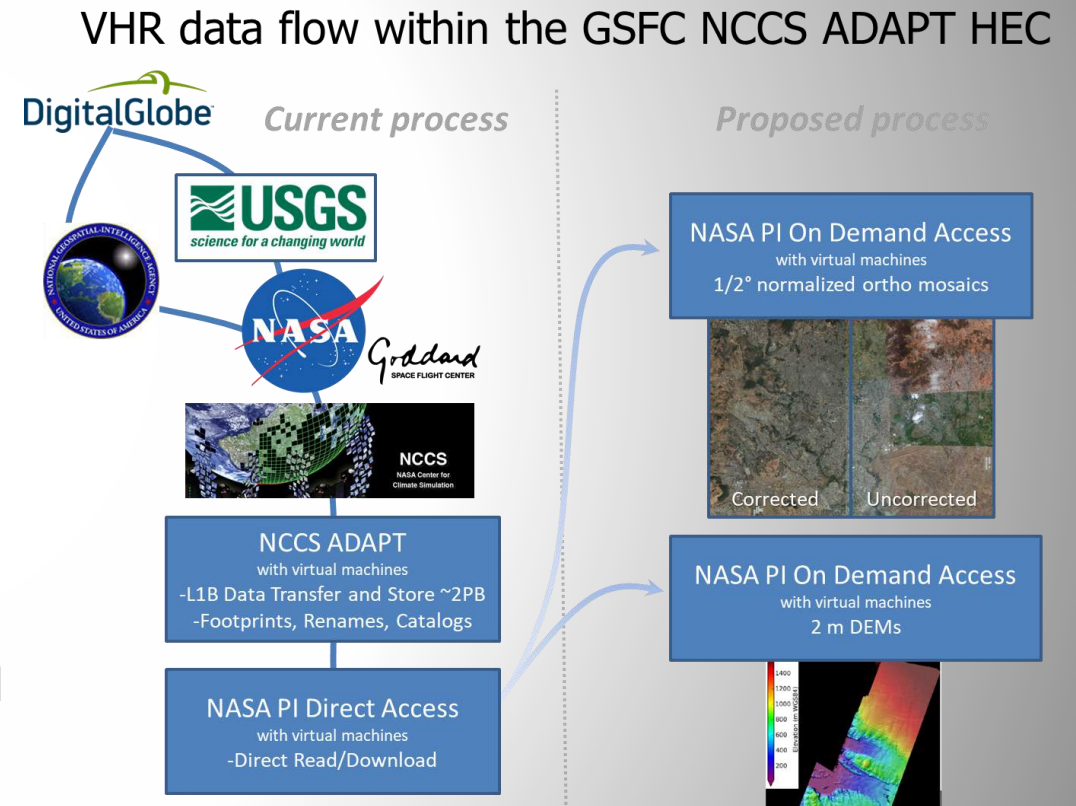 VHR data flow within the GSFC NCCS ADAPT HEC
DigitalGlobe
Current process
Proposed process
USGS
science for a changing world
NATIONAL GEOSPATIAL-INTELLIGENCE AGENCY
UNITED STATES OF AMERICA
NASA
Goddard
SPACE FLIGHT CENTER
NCCS
NASA Center for
Climate Simulation
NCCS ADAPT
with virtual machines
-L1B Data Transfer and Store ~2PB
-Footprints, Renames, Catalogs
NASA PI Direct Access
with virtual machines
-Direct Read/Download
NASA PI On Demand Access
with virtual machines
1/2° normalized ortho mosaics
Corrected
Uncorrected
NASA PI On Demand Access
with virtual machines
2 m DEMs
1400
1200
1000
800
600
400
200
Elevation (m WGS84)